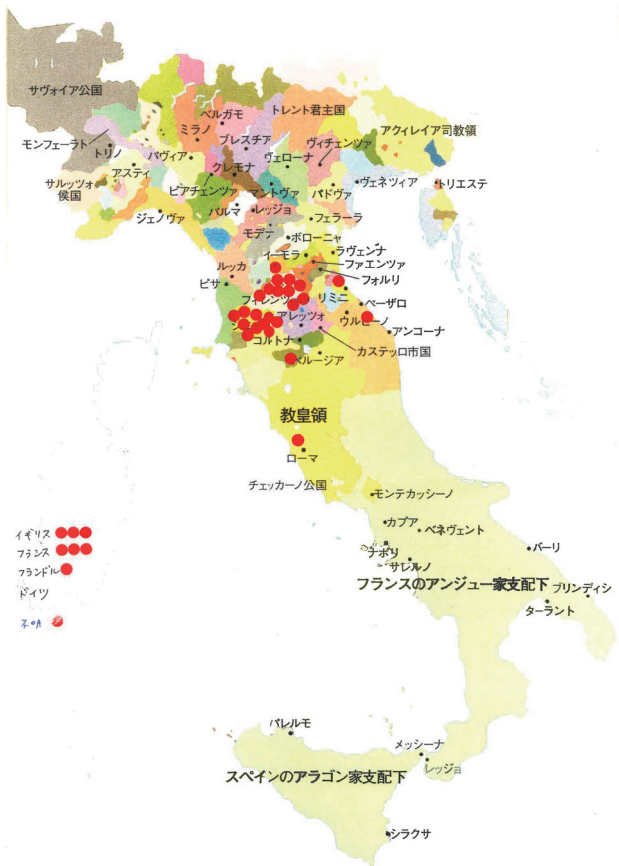 サヴォイア公国
ベルガモ
トレント君主国
ミラノ
ブレスチア
ヴィチェンツァ
アクィレイア司教領
モンフェーラト
トリノ
パヴィア
クレモナ
ヴェローナ
アスティ
サルッツォ
侯国
ピアチェンツァ
マントヴァ
パドヴァ
ヴェネツィア
トリエステ
ジェノヴァ
パルマ
レッジョ
フェラーラ
モデナ
ボローニャ
イーモラ
ラヴェンナ
ファエンツァ
フォルリ
ルッカ
ピサ
フィレンツェ
リミニ
ペーザロ
アレッツォ
ウルビーノ
アンコーナ
コルトナ
カステッロ市国
ペルージア
教皇領
ローマ
チェッカーノ公国
モンテカッシーノ
カプア
ベネヴェント
ナポリ
サレルノ
バーリ
フランスのアンジュー家支配下
ブリンディシ
ターラント
イギリス
フランス
フランドル
ドイツ
不明
パレルモ
メッシーナ
レッジョ
スペインのアラゴン家支配下
シラクサ